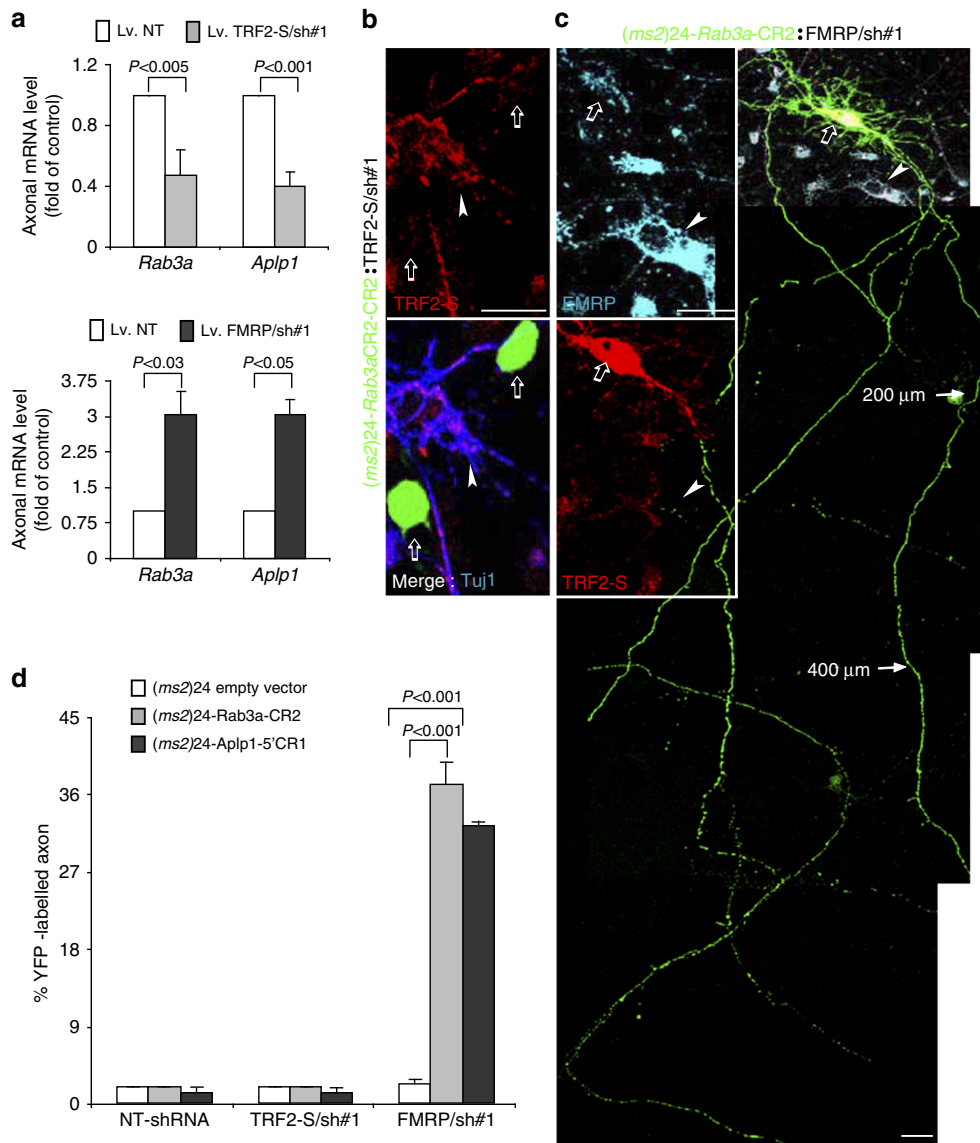 a
Lv. NT
Lv. TRF2-S/sh#1
P<0.005
P<0.001
1.2
0.8
0.4
0
Axonal mRNA level
(fold of control)
Rab3a
Aplp1
Lv. NT
Lv. FMRP/sh#1
P<0.03
P<0.05
3.75
3
2.25
1.5
0.75
0
Axonal mRNA level
(fold of control)
Rab3a
Aplp1
b
(ms2)24-Rab3aCR2-CR2:TRF2-S/sh#1
TRF2-S
Merge : Tuj1
c
(ms2)24-Rab3a-CR2:FMRP/sh#1
FMRP
TRF2-S
200 μm
400 μm
d
(ms2)24 empty vector
(ms2)24-Rab3a-CR2
(ms2)24-Aplp1-5'CR1
P<0.001
P<0.001
45
36
27
18
9
0
% YFP -labelled axon
NT-shRNA
TRF2-S/sh#1
FMRP/sh#1